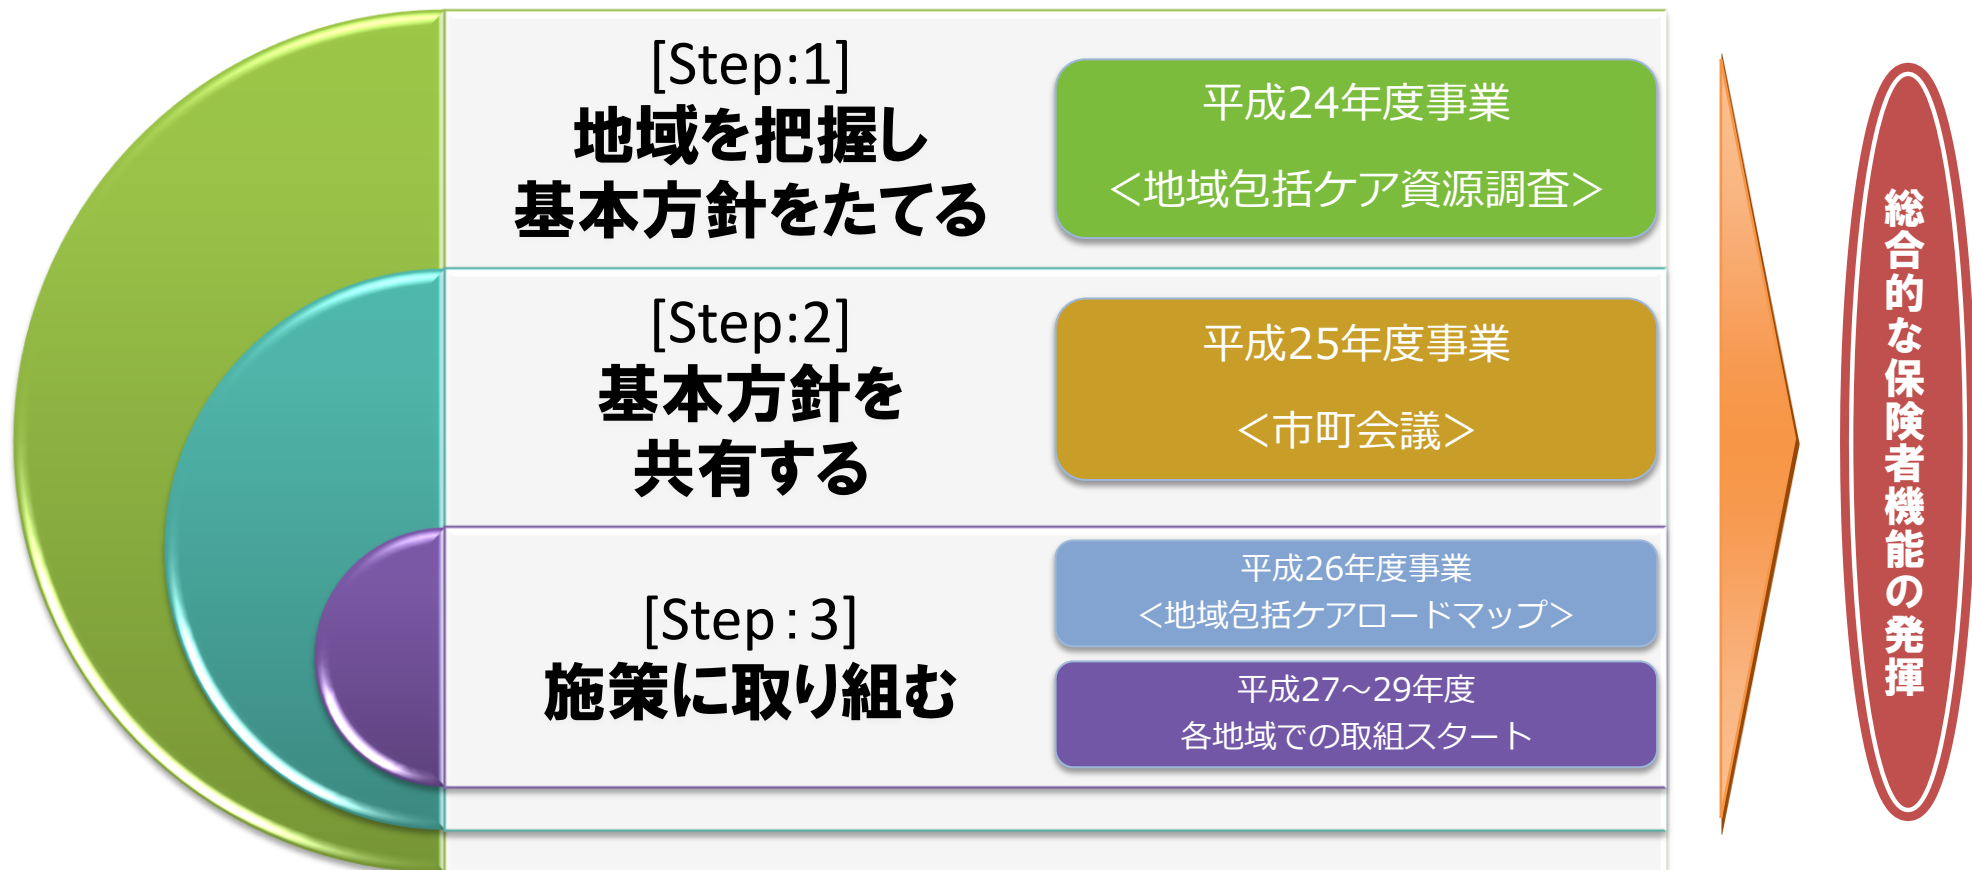 [Step:1]
地域を把握し
基本方針をたてる
平成24年度事業
＜地域包括ケア資源調査＞
[Step:2]
基本方針を
共有する
平成25年度事業
＜市町会議＞
[Step：3]
施策に取り組む
平成26年度事業
＜地域包括ケアロードマップ＞
平成27～29年度
各地域での取組スタート
総合的な保険者機能の発揮